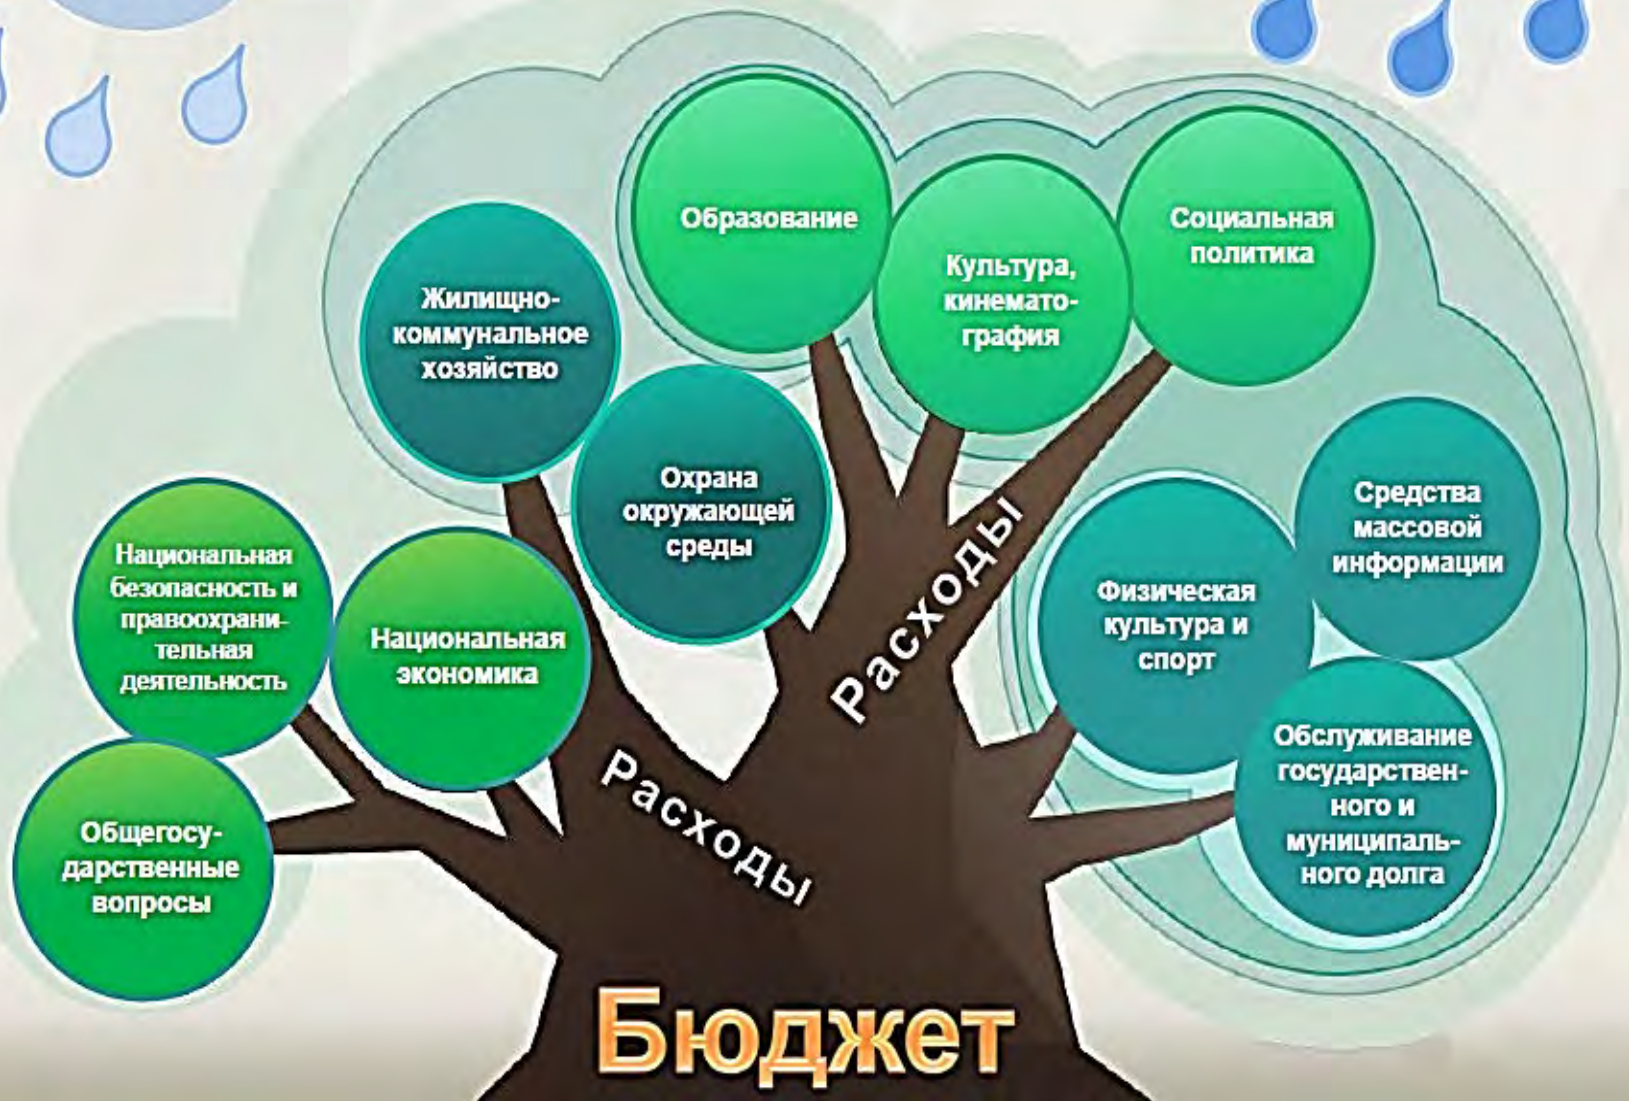 Образование
Культура,
кинемато-
графия
Социальная
политика
Жилищно-
коммунальное
хозяйство
Охрана
окружающей
среды
Средства
массовой
информации
Национальная
безопасность и
правоохрани-
тельная
деятельность
Национальная
экономика
Физическая
культура и
спорт
Обслуживание
государствен-
ного и
муниципаль-
ного долга
Общегосу-
дарственные
вопросы
Расходы
Расходы
Бюджет